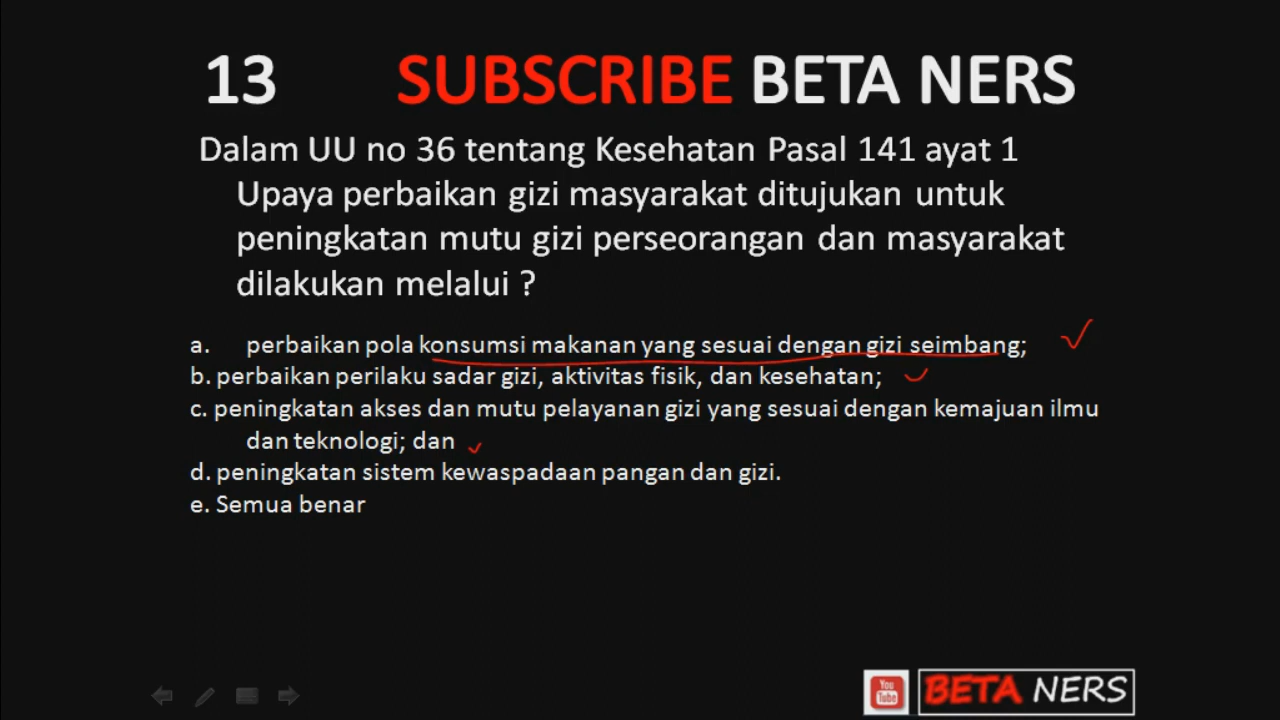 13 SUBSCRIBE BETA NERS
Dalam UU no 36 tentang Kesehatan Pasal 141 ayat 1
Upaya perbaikan gizi masyarakat ditujukan untuk
peningkatan mutu gizi perseorangan dan masyarakat
dilakukan melalui ?
a. perbaikan pola konsumsi makanan yang sesuai dengan gizi seimbang;
b. perbaikan perilaku sadar gizi, aktivitas fisik, dan kesehatan;
c. peningkatan akses dan mutu pelayanan gizi yang sesuai dengan kemajuan ilmu
dan teknologi; dan
d. peningkatan sistem kewaspadaan pangan dan gizi.
e. Semua benar
You
Tube
BETA NERS